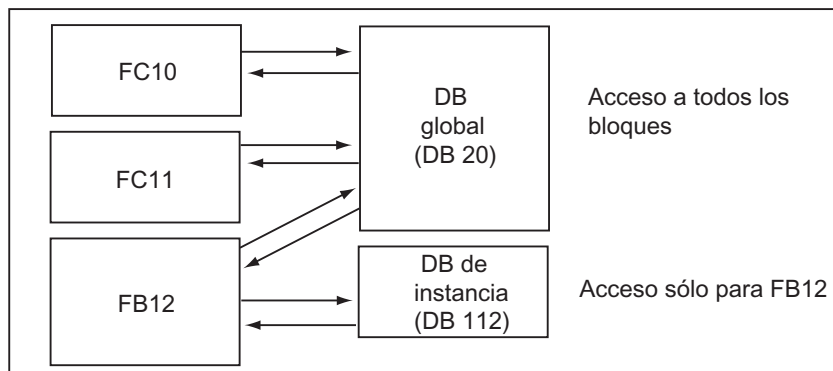 FC10
FC11
FB12
DB
global
(DB 20)
DB de
instancia
(DB 112)
Acceso a todos los
bloques
Acceso sólo para FB12